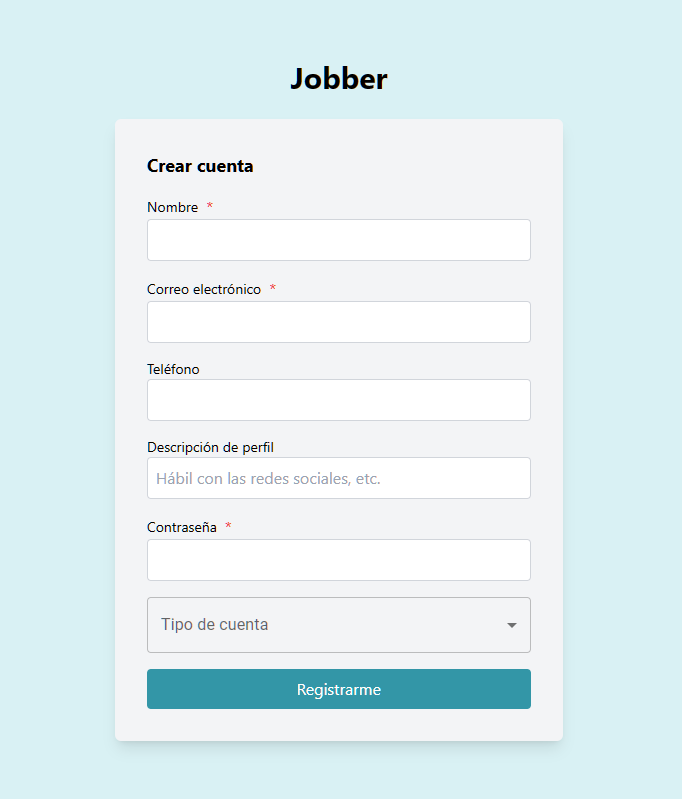 Jobber
Crear cuenta
Nombre *
Correo electrónico *
Teléfono
Descripción de perfil
Hábil con las redes sociales, etc.
Contraseña *
Tipo de cuenta
Registrarme